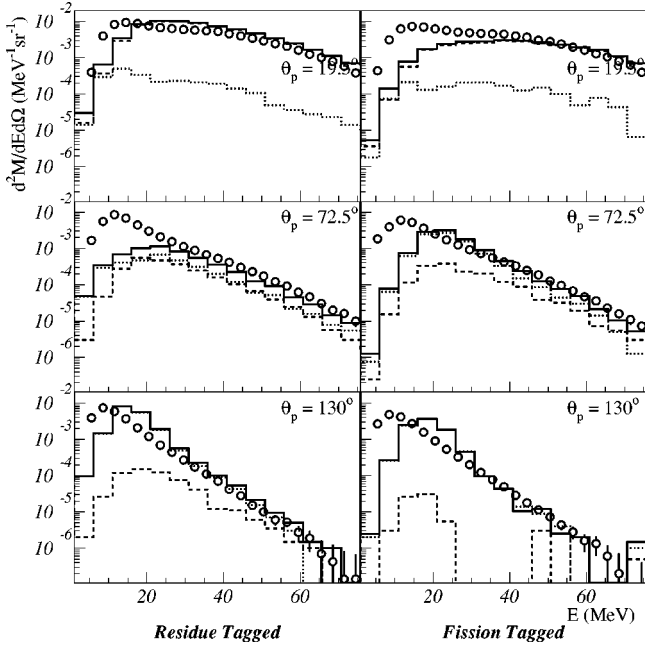 d²M/dEdΩ (MeV⁻¹sr⁻¹)
10⁻²
10⁻³
10⁻⁴
10⁻⁵
10⁻⁶
θp = 19.5°
θp = 19.5°
10⁻²
10⁻³
10⁻⁴
10⁻⁵
10⁻⁶
θp = 72.5°
θp = 72.5°
10⁻²
10⁻³
10⁻⁴
10⁻⁵
10⁻⁶
θp = 130°
θp = 130°
20 40 60 20 40 60
E (MeV)
Residue Tagged Fission Tagged